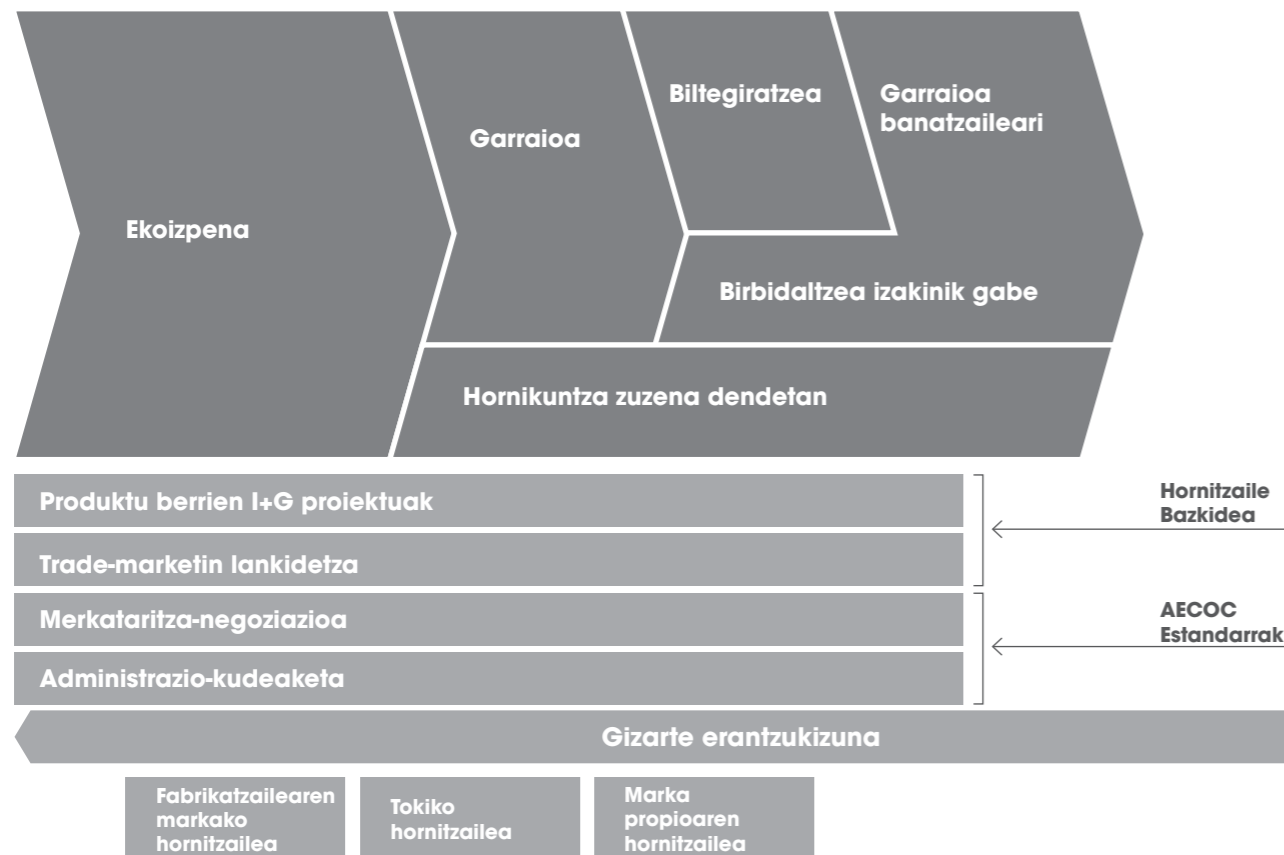 Ekoizpena
Garraioa
Biltegiratzea
Garraioa
banatzaileari
Birbidaltzea izakinik gabe
Hornikuntza zuzena dendetan
Produktu berrien I+G proiektuak
Trade-marketin lankidetza
Hornitzaile
Bazkidea
Merkataritza-negoziazioa
Administrazio-kudeaketa
AECOC
Estandarrak
Gizarte erantzukizuna
Fabrikatzailearen
markako
hornitzailea
Tokiko
hornitzailea
Marka
propioaren
hornitzailea